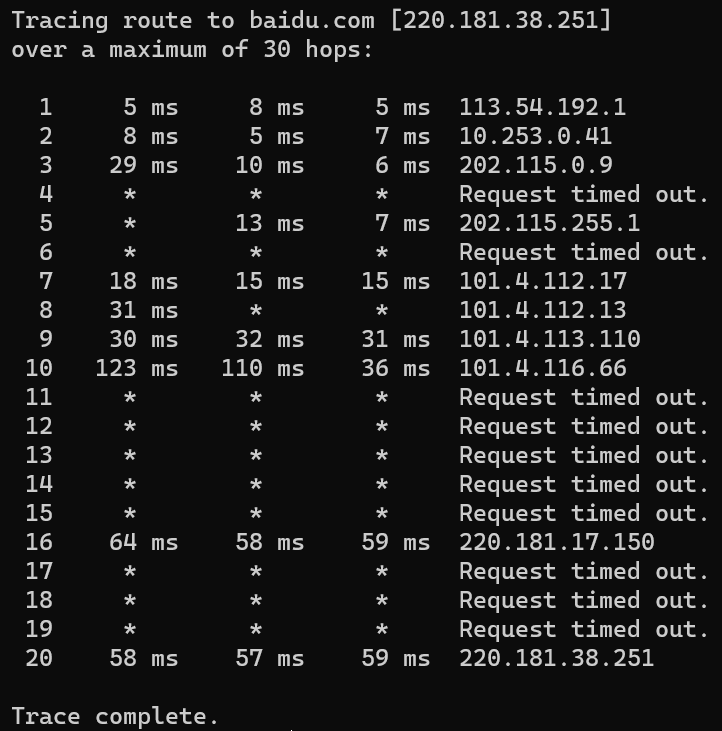 Tracing route to baidu.com [220.181.38.251]
over a maximum of 30 hops:
1 5 ms 8 ms 5 ms 113.54.192.1
2 8 ms 5 ms 7 ms 10.253.0.41
3 29 ms 10 ms 6 ms 202.115.0.9
4 * * * Request timed out.
5 * 13 ms 7 ms 202.115.255.1
6 * * * Request timed out.
7 18 ms 15 ms 15 ms 101.4.112.17
8 31 ms * * 101.4.112.13
9 30 ms 32 ms 31 ms 101.4.113.110
10 123 ms 110 ms 36 ms 101.4.116.66
11 * * * Request timed out.
12 * * * Request timed out.
13 * * * Request timed out.
14 * * * Request timed out.
15 * * * Request timed out.
16 64 ms 58 ms 59 ms 220.181.17.150
17 * * * Request timed out.
18 * * * Request timed out.
19 * * * Request timed out.
20 58 ms 57 ms 59 ms 220.181.38.251
Trace complete.